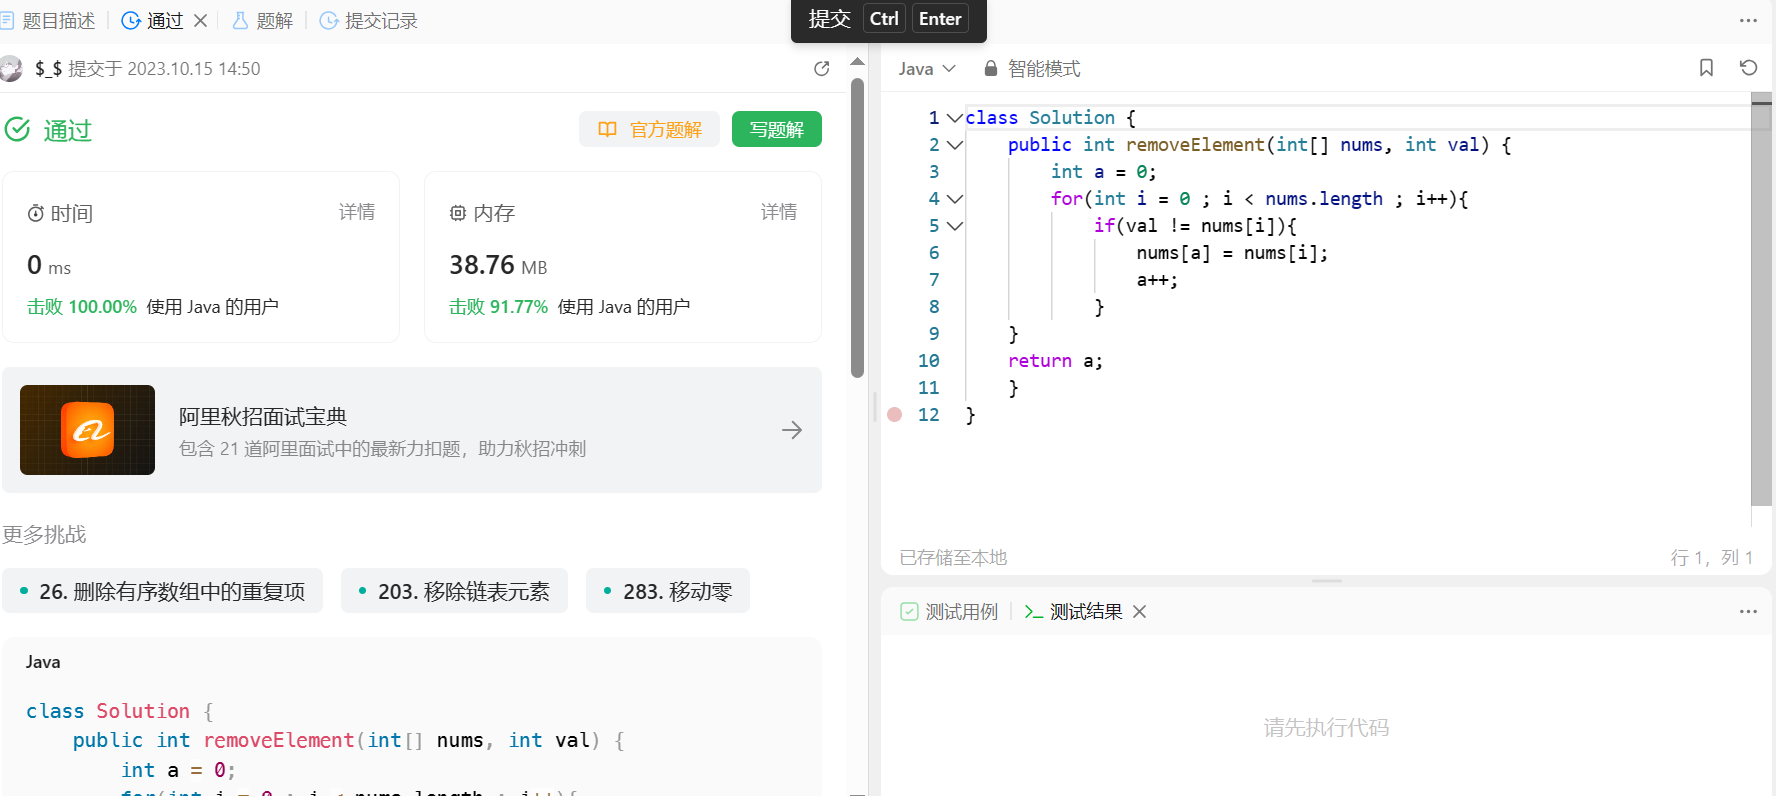 题目描述 通过 题解 提交记录
提交 Ctrl Enter
$_$ 提交于 2023.10.15 14:50
通过 官方题解 写题解
时间 详情
0 ms
击败 100.00% 使用 Java 的用户
内存 详情
38.76 MB
击败 91.77% 使用 Java 的用户
阿里秋招面试宝典
包含 21 道阿里面试中的最新力扣题，助力秋招冲刺
更多挑战
26. 删除有序数组中的重复项 203. 移除链表元素 283. 移动零
Java
class Solution {
public int removeElement(int[] nums, int val) {
int a = 0;
for(int i = 0 ; i < nums.length ; i++){
Java 智能模式
1 class Solution {
2 public int removeElement(int[] nums, int val) {
3 int a = 0;
4 for(int i = 0 ; i < nums.length ; i++){
5 if(val != nums[i]){
6 nums[a] = nums[i];
7 a++;
8 }
9 }
10 return a;
11 }
12 }
已存储至本地 行 1，列 1
测试用例 测试结果
请先执行代码